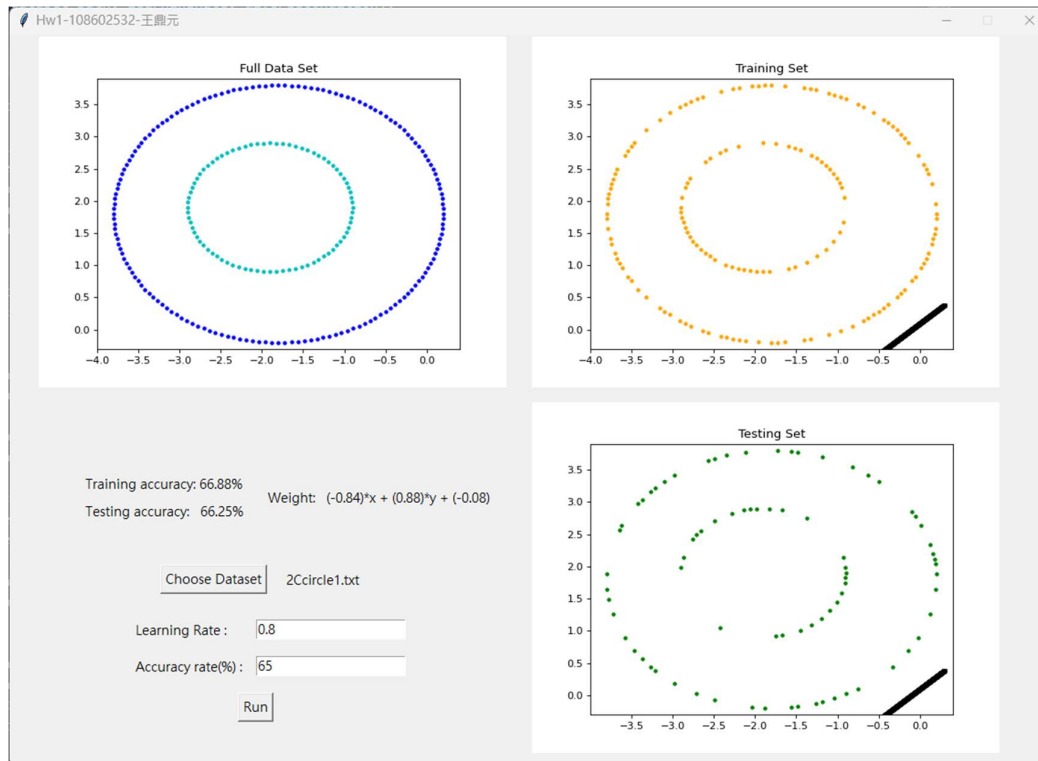 Hw1-108602532-王鼎元
Full Data Set
3.5
3.0
2.5
2.0
1.5
1.0
0.5
0.0
−4.0 −3.5 −3.0 −2.5 −2.0 −1.5 −1.0 −0.5 0.0
Training Set
3.5
3.0
2.5
2.0
1.5
1.0
0.5
0.0
−4.0 −3.5 −3.0 −2.5 −2.0 −1.5 −1.0 −0.5 0.0
Training accuracy: 66.88%
Testing accuracy: 66.25%
Weight: (-0.84)*x + (0.88)*y + (-0.08)
Choose Dataset 2Ccircle1.txt
Learning Rate : 0.8
Accuracy rate(%) : 65
Run
Testing Set
3.5
3.0
2.5
2.0
1.5
1.0
0.5
0.0
−3.5 −3.0 −2.5 −2.0 −1.5 −1.0 −0.5 0.0